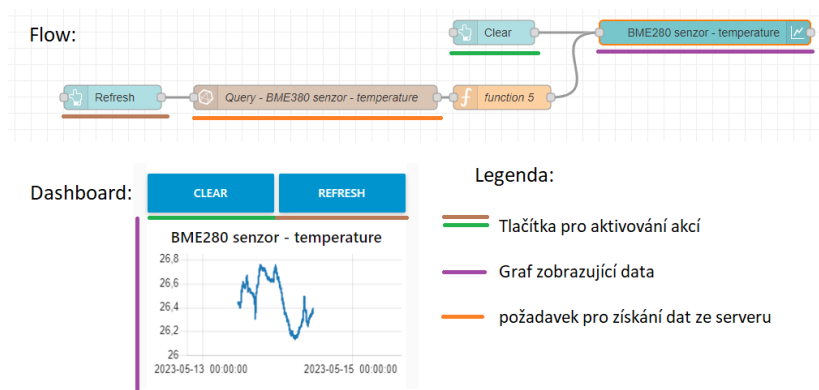 Flow:
Clear
BME280 senzor - temperature
Refresh
Query - BME380 senzor - temperature
f
function 5
Dashboard:
CLEAR
REFRESH
BME280 senzor - temperature
26,8
26,6
26,4
26,2
26
2023-05-13 00:00:00
2023-05-15 00:00:00
Legenda:
Tlačítka pro aktivování akcí
Graf zobrazující data
požadavek pro získání dat ze serveru